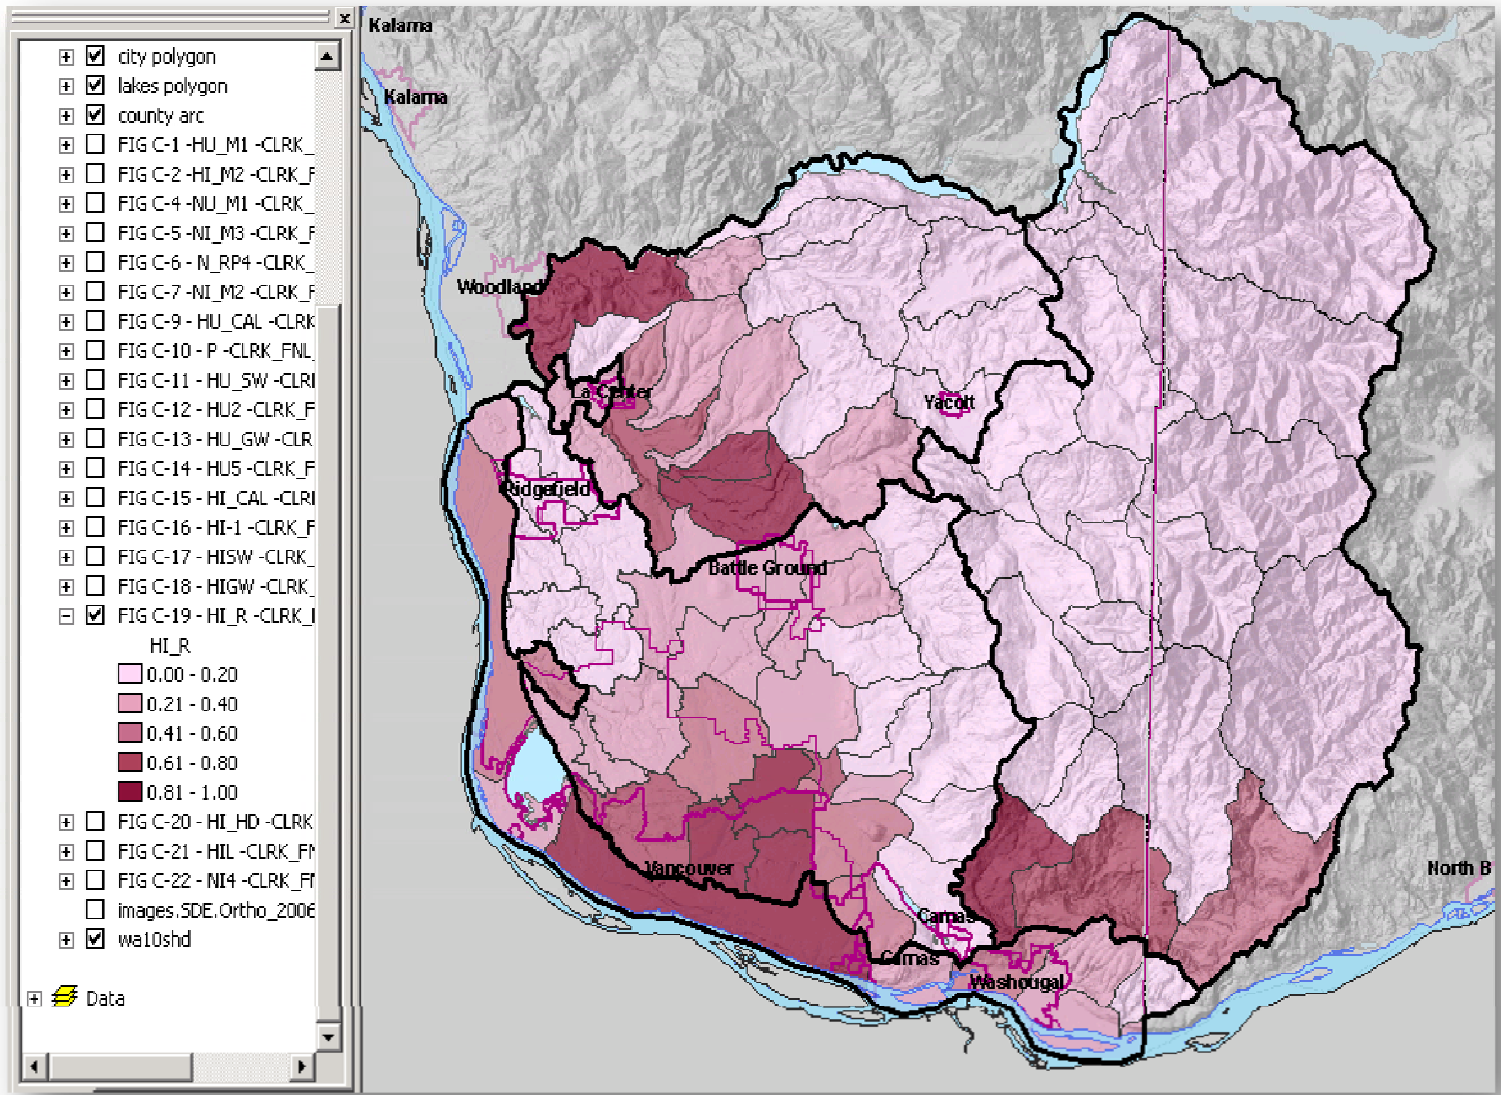 city polygon
lakes polygon
county arc
FIG C-1 -HU_M1 -CLRK_
FIG C-2 -HI_M2 -CLRK_F
FIG C-4 -NU_M1 -CLRK_
FIG C-5 -NI_M3 -CLRK_F
FIG C-6 - N_RP4 -CLRK_
FIG C-7 -NI_M2 -CLRK_F
FIG C-9 - HU_CAL -CLRK
FIG C-10 - P -CLRK_FNL_
FIG C-11 - HU_SW -CLRI
FIG C-12 - HU2 -CLRK_F
FIG C-13 - HU_GW -CLR
FIG C-14 - HU5 -CLRK_F
FIG C-15 - HI_CAL -CLRI
FIG C-16 - HI-1 -CLRK_F
FIG C-17 - HISW -CLRK_
FIG C-18 - HIGW -CLRK_
FIG C-19 - HI_R -CLRK_I
HI_R
0.00 - 0.20
0.21 - 0.40
0.41 - 0.60
0.61 - 0.80
0.81 - 1.00
FIG C-20 - HI_HD -CLRK
FIG C-21 - HIL -CLRK_FI
FIG C-22 - NI4 -CLRK_FI
images.SDE.Ortho_2006
wa10shd
Data
Kalama
Kalama
Woodland
La Center
Yacolt
Ridgefield
Battle Ground
Vancouver
North B
Camas
Camas
Washougal